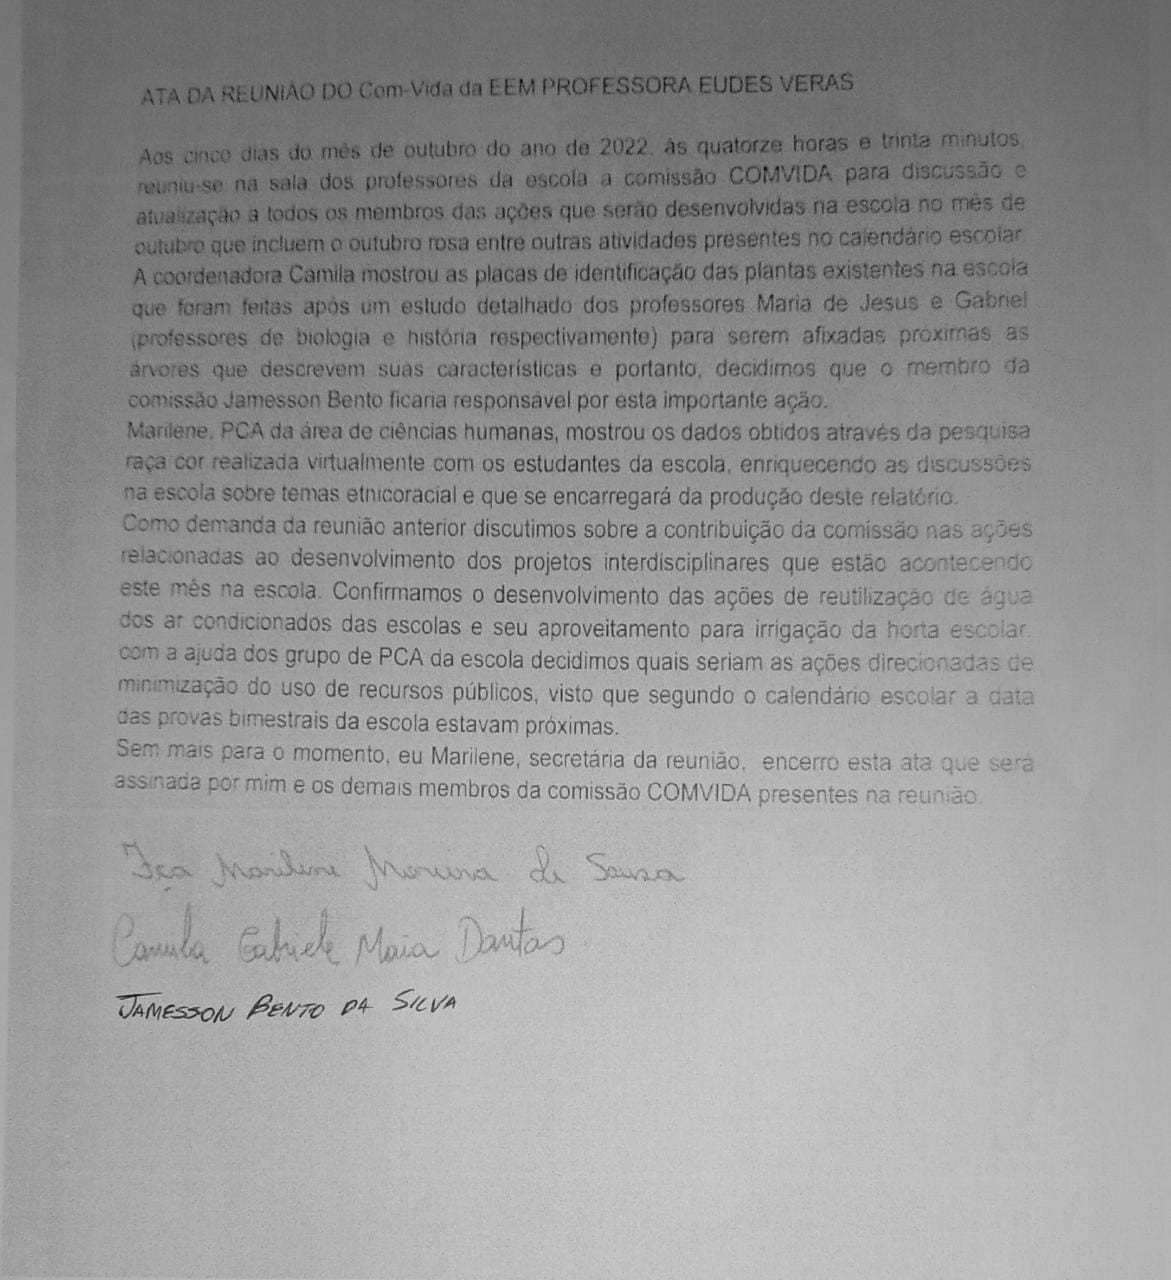 ATA DA REUNIÃO DO Com-Vida da EEM PROFESSORA EUDES VERAS
Aos cinco dias do mês de outubro do ano de 2022, às quatorze horas e trinta minutos,
reuniu-se na sala dos professores da escola a comissão COMVIDA para discussão e
atualização a todos os membros das ações que serão desenvolvidas na escola no mês de
outubro que incluem o outubro rosa entre outras atividades presentes no calendário escolar.
A coordenadora Camila mostrou as placas de identificação das plantas existentes na escola
que foram feitas após um estudo detalhado dos professores Maria de Jesus e Gabriel
(professores de biologia e história respectivamente) para serem afixadas próximas as
árvores que descrevem suas características e portanto, decidimos que o membro da
comissão Jamesson Bento ficaria responsável por esta importante ação.
Marilene, PCA da área de ciências humanas, mostrou os dados obtidos através da pesquisa
raça cor realizada virtualmente com os estudantes da escola, enriquecendo as discussões
na escola sobre temas etnicoracial e que se encarregará da produção deste relatório.
Como demanda da reunião anterior discutimos sobre a contribuição da comissão nas ações
relacionadas ao desenvolvimento dos projetos interdisciplinares que estão acontecendo
este mês na escola. Confirmamos o desenvolvimento das ações de reutilização de água
dos ar condicionados das escolas e seu aproveitamento para irrigação da horta escolar.
com a ajuda dos grupo de PCA da escola decidimos quais seriam as ações direcionadas de
minimização do uso de recursos públicos, visto que segundo o calendário escolar a data
das provas bimestrais da escola estavam próximas.
Sem mais para o momento, eu Marilene, secretária da reunião, encerro esta ata que será
assinada por mim e os demais membros da comissão COMVIDA presentes na reunião.
Marilene Moreira de Sousa
Camila Gabriele Maia Dantas
JAMESSON BENTO DA SILVA